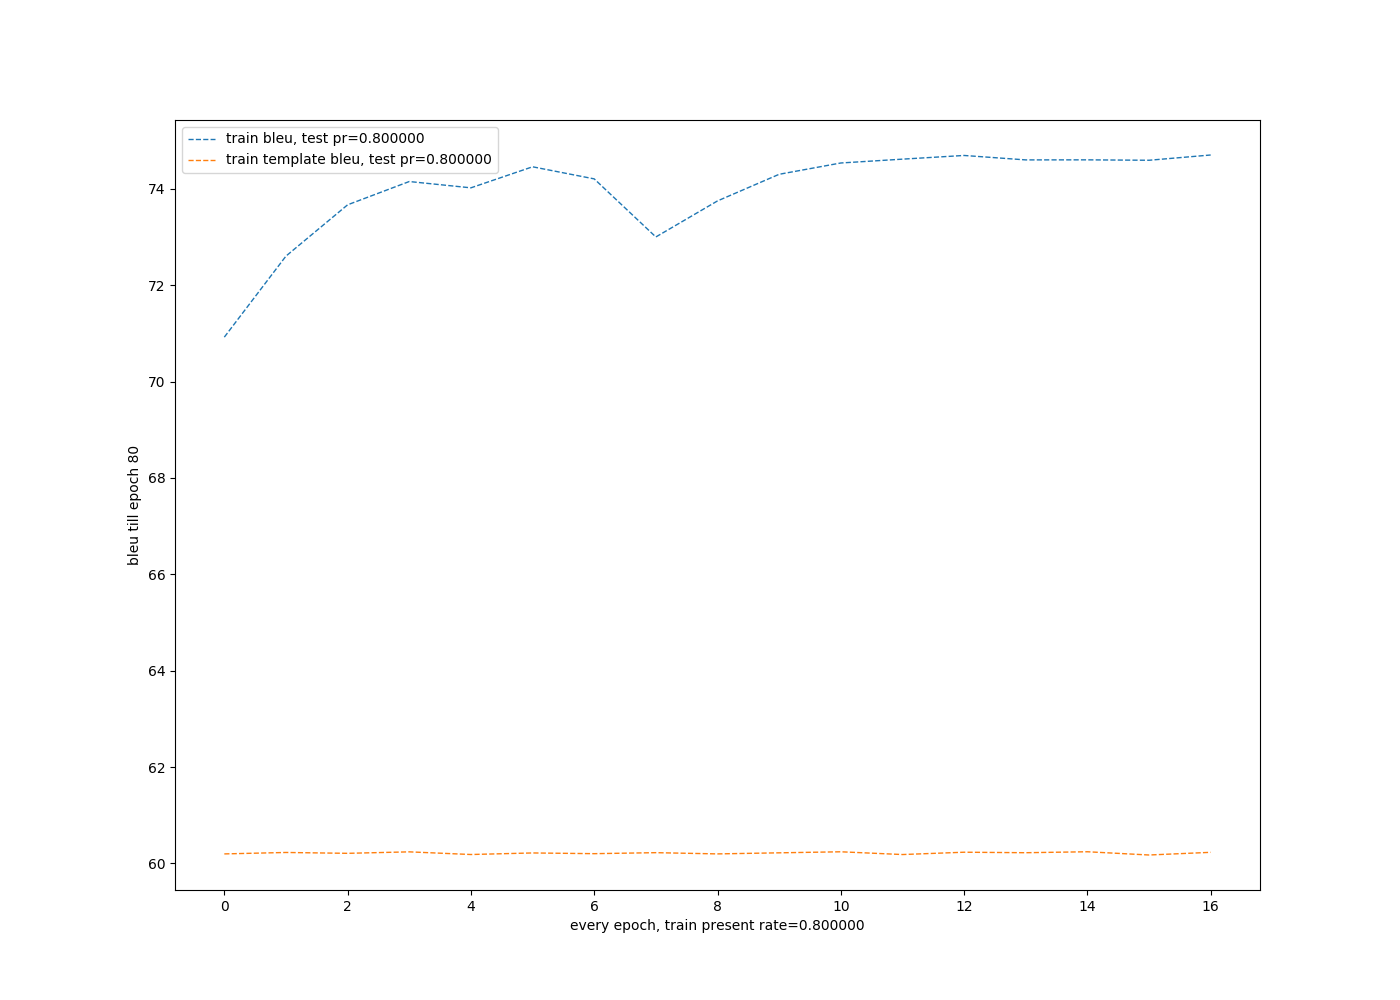 train bleu, test pr=0.800000
train template bleu, test pr=0.800000
74
72
70
68
66
64
62
60
bleu till epoch 80
0 2 4 6 8 10 12 14 16
every epoch, train present rate=0.800000